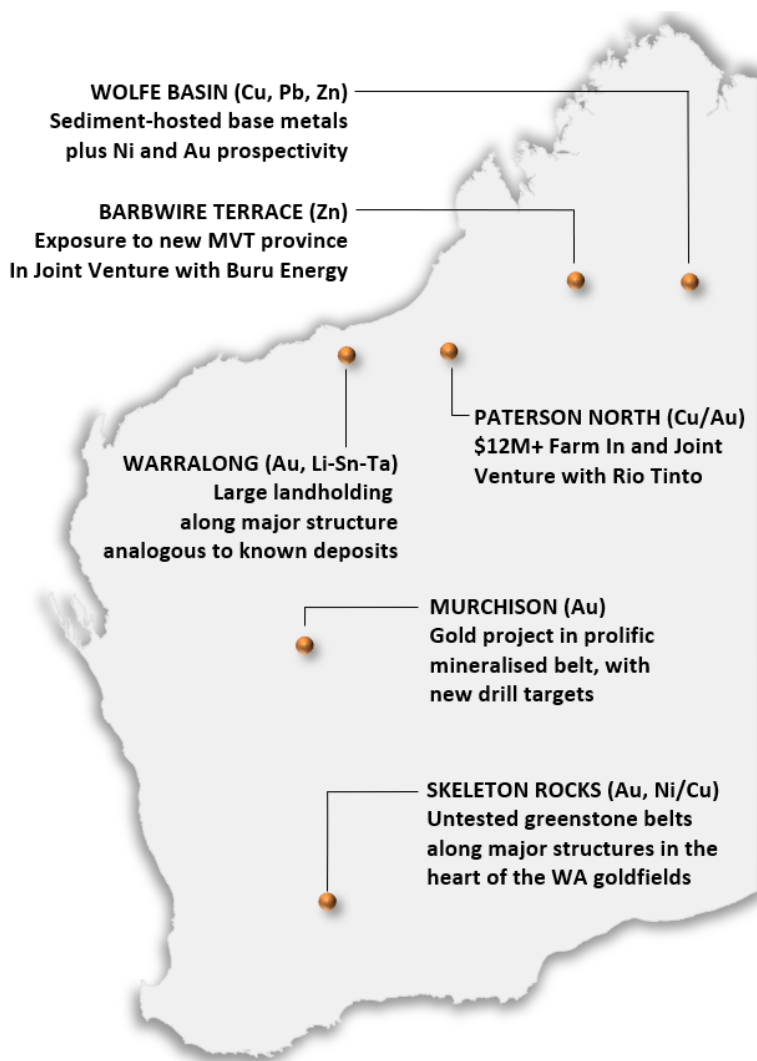 WOLFE BASIN (Cu, Pb, Zn)
Sediment-hosted base metals
plus Ni and Au prospectivity
BARBWIRE TERRACE (Zn)
Exposure to new MVT province
In Joint Venture with Buru Energy
PATERSON NORTH (Cu/Au)
$12M+ Farm In and Joint
Venture with Rio Tinto
WARRALONG (Au, Li-Sn-Ta)
Large landholding
along major structure
analogous to known deposits
MURCHISON (Au)
Gold project in prolific
mineralised belt, with
new drill targets
SKELETON ROCKS (Au, Ni/Cu)
Untested greenstone belts
along major structures in the
heart of the WA goldfields